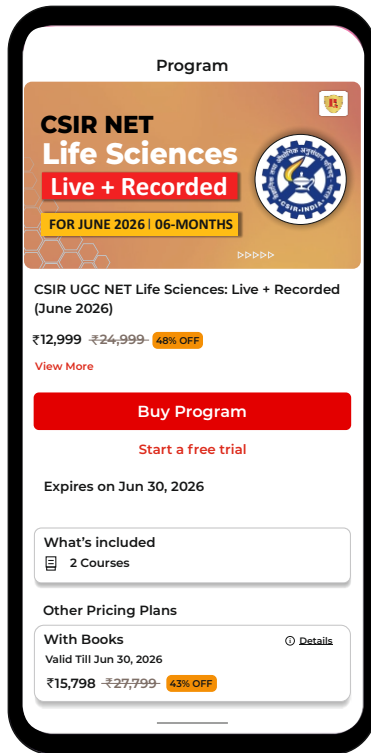 Program
CSIR NET
Life Sciences
Live + Recorded
FOR JUNE 2026 | 06-MONTHS
CSIR-INDIA
CSIR UGC NET Life Sciences: Live + Recorded
(June 2026)
₹12,999 ₹24,999 48% OFF
View More
Buy Program
Start a free trial
Expires on Jun 30, 2026
What’s included
2 Courses
Other Pricing Plans
With Books Details
Valid Till Jun 30, 2026
₹15,798 ₹27,799 43% OFF